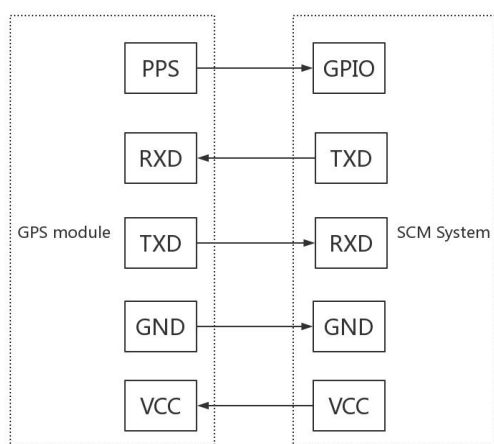 PPS GPIO
RXD TXD
GPS module TXD RXD SCM System
GND GND
VCC VCC